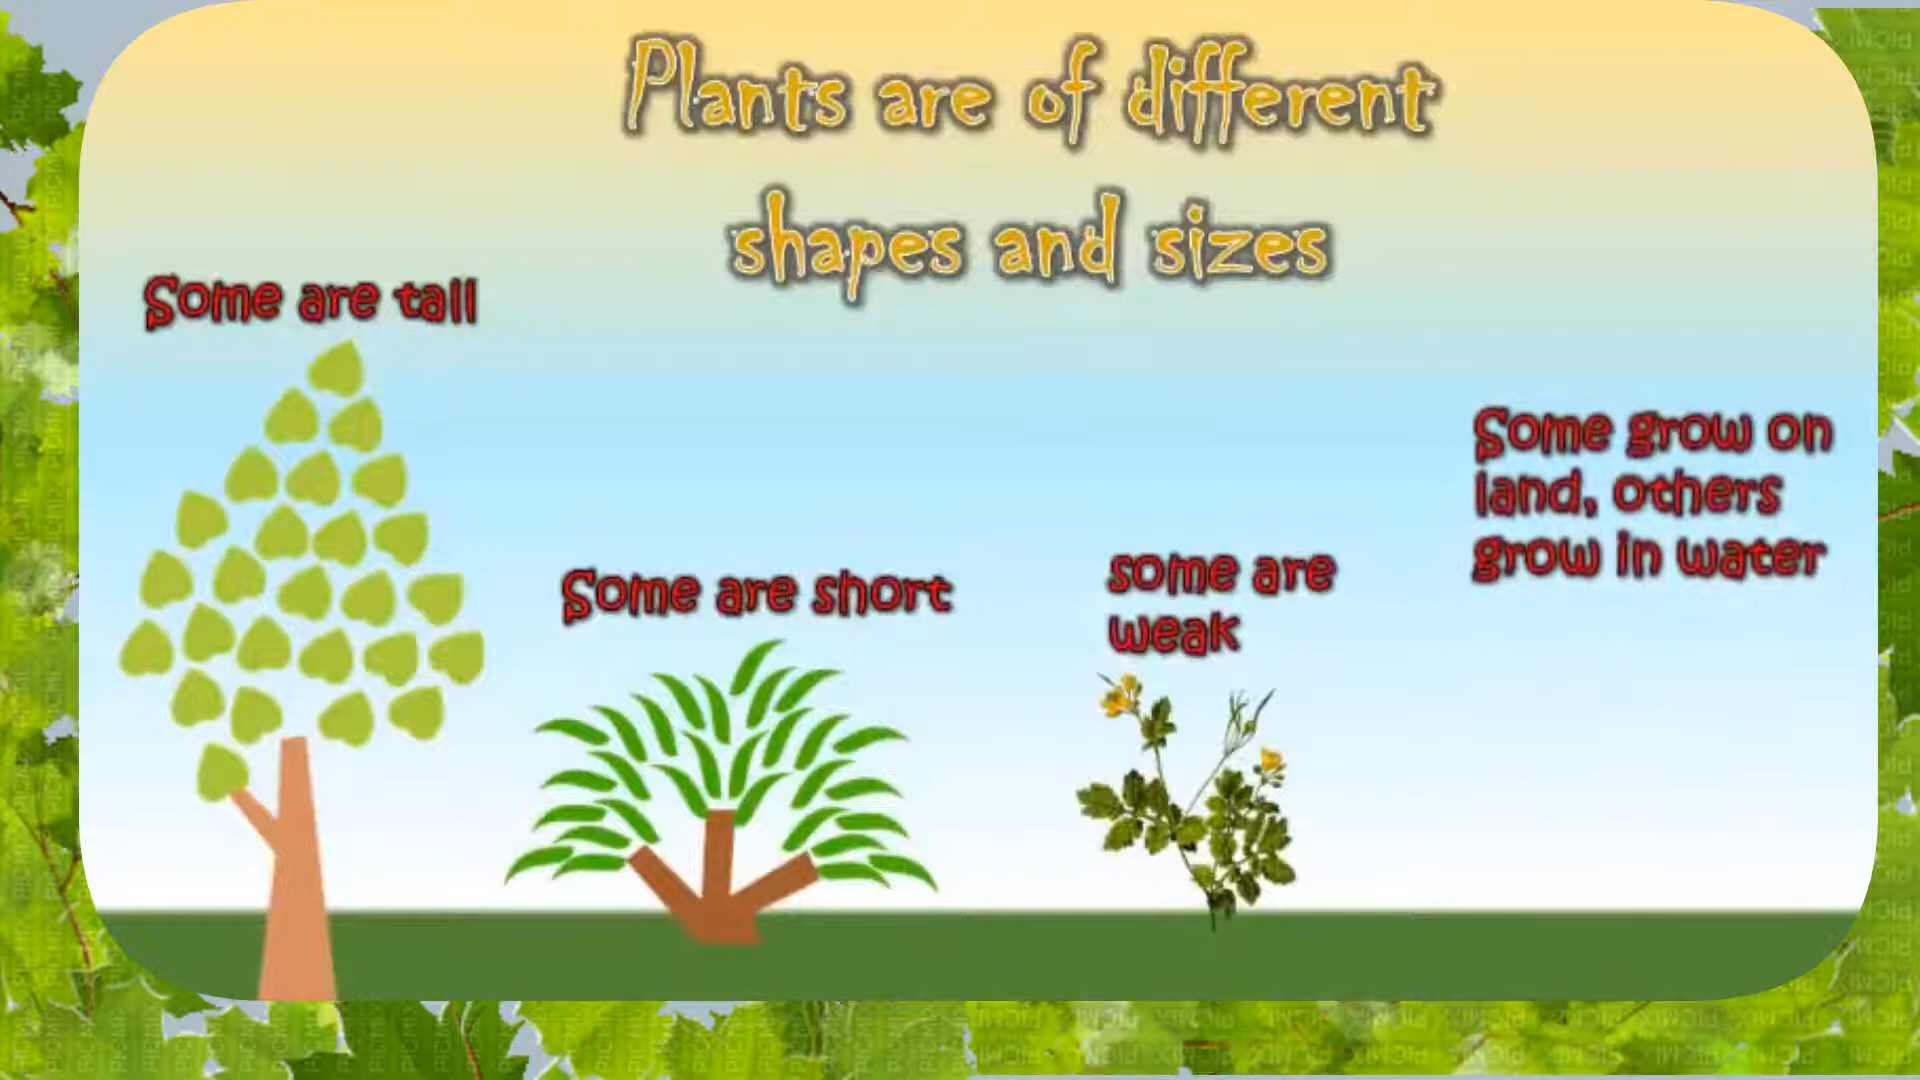 Plants are of different
shapes and sizes
Some are tall
Some are short
some are
weak
Some grow on
land, others
grow in water
PICMIX